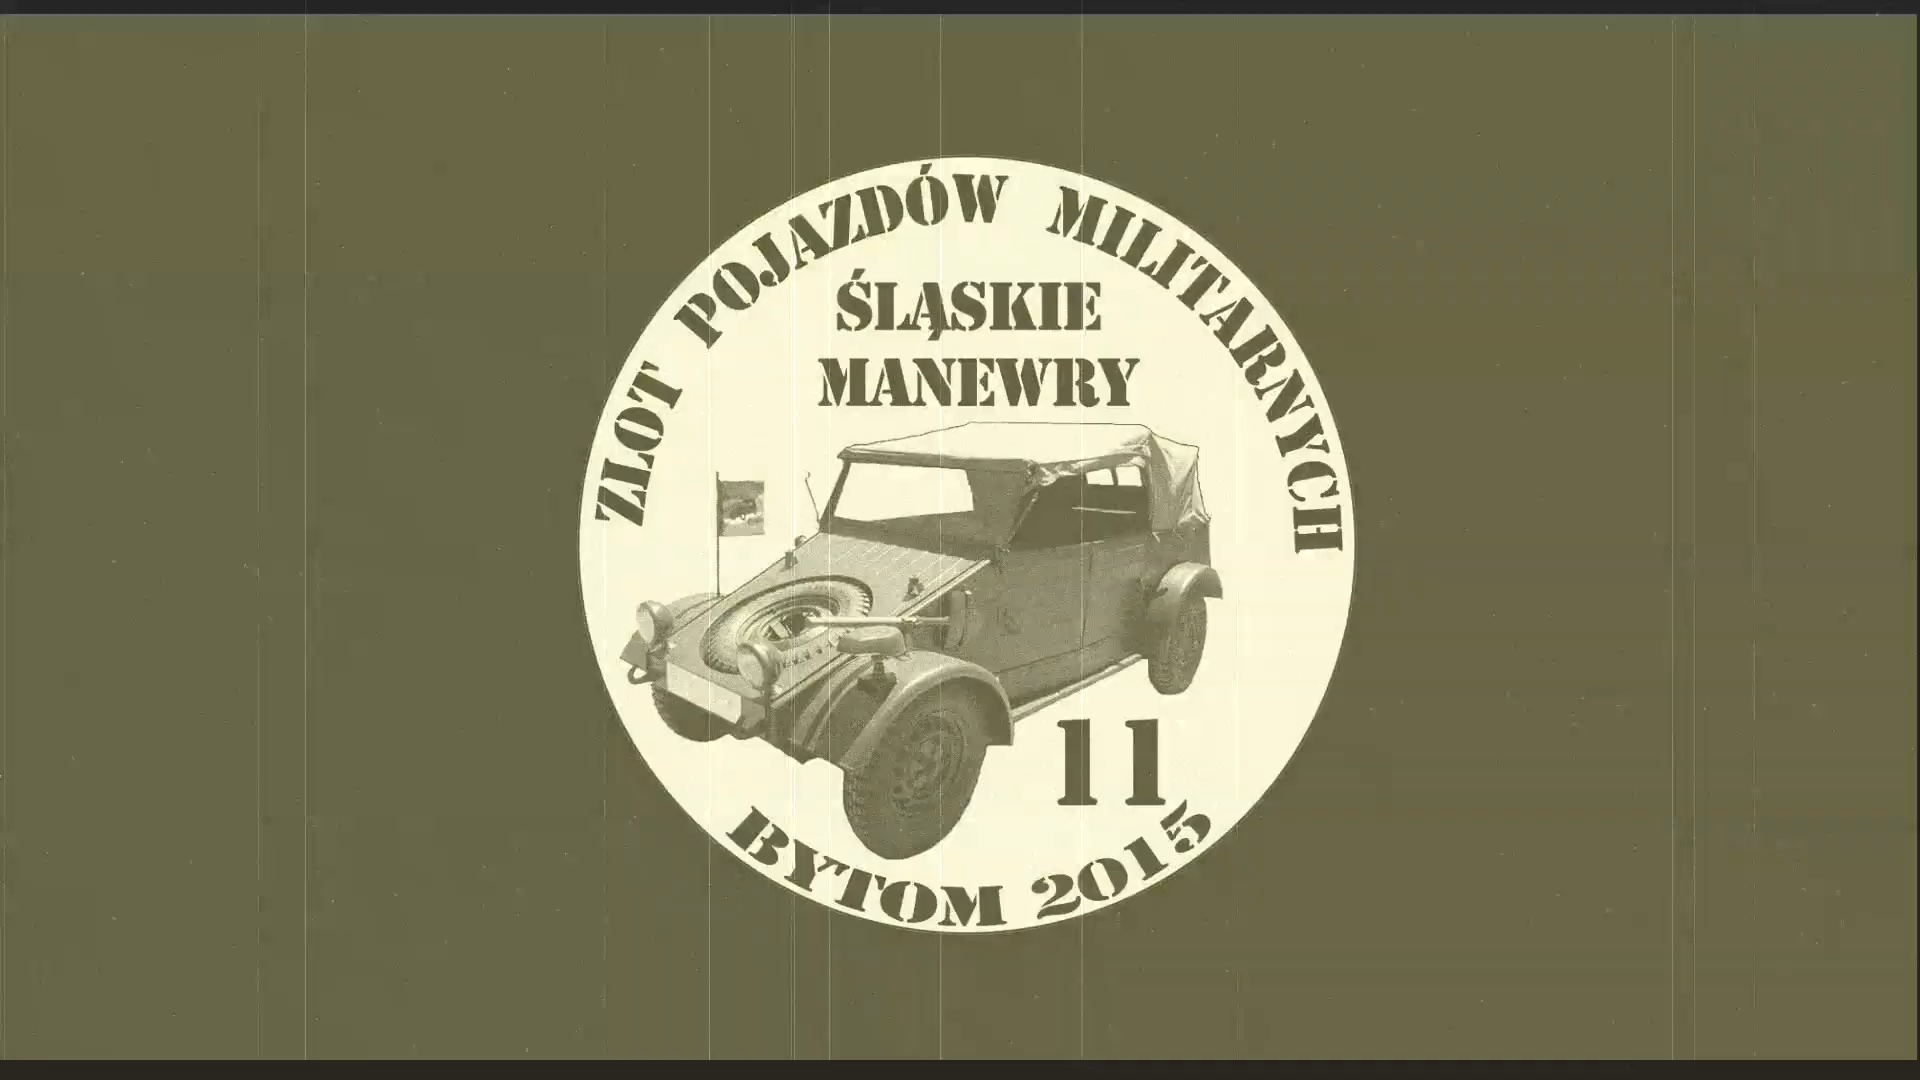 ZLOT POJAZDÓW MILITARNYCH
ŚLĄSKIE
MANEWRY
11
BYTOM 2015